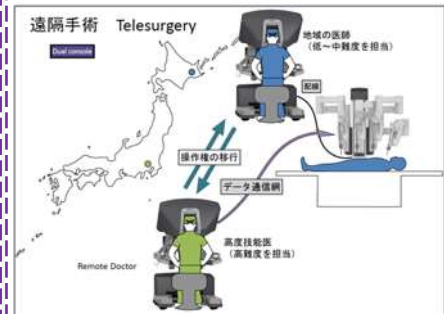 遠隔手術 Telesurgery
Dual console
地域の医師
(低～中難度を担当)
配線
操作権の移行
データ通信網
高度技能医
(高難度を担当)
Remote Doctor